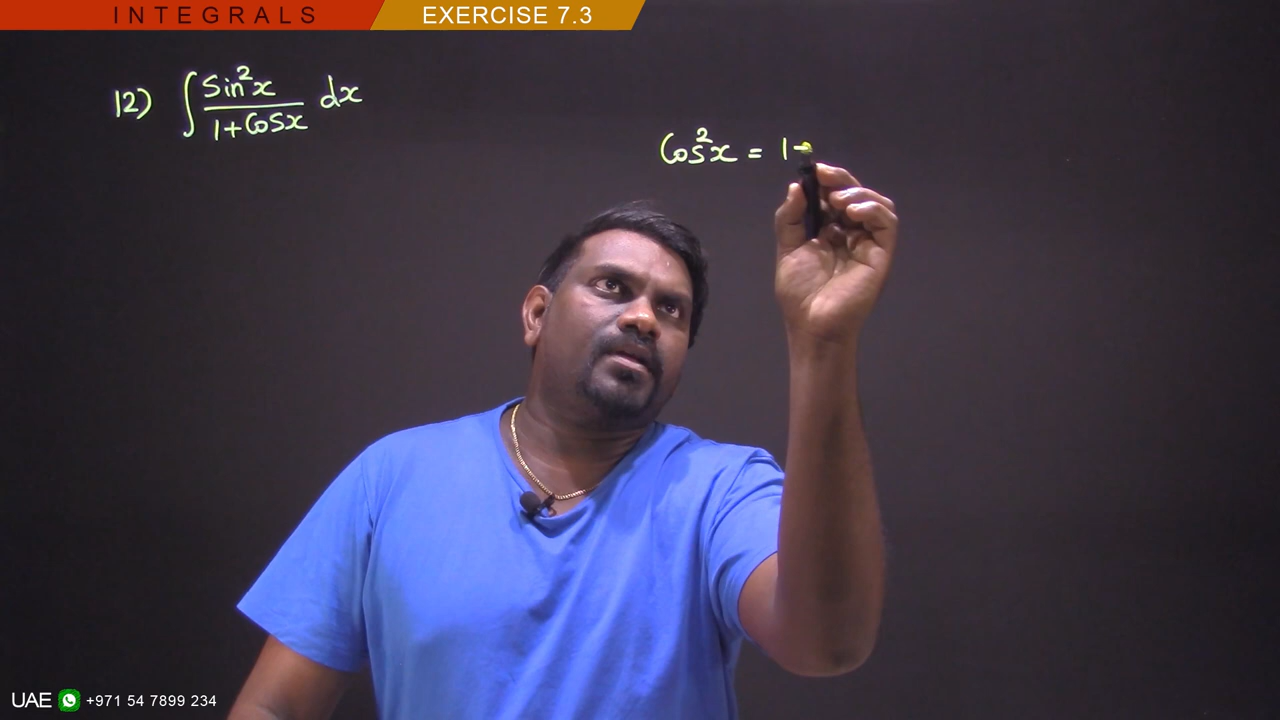 INTEGRALS EXERCISE 7.3
12) ∫ Sin²x / 1+Cosx dx
Cos²x = 1-
UAE +971 54 7899 234